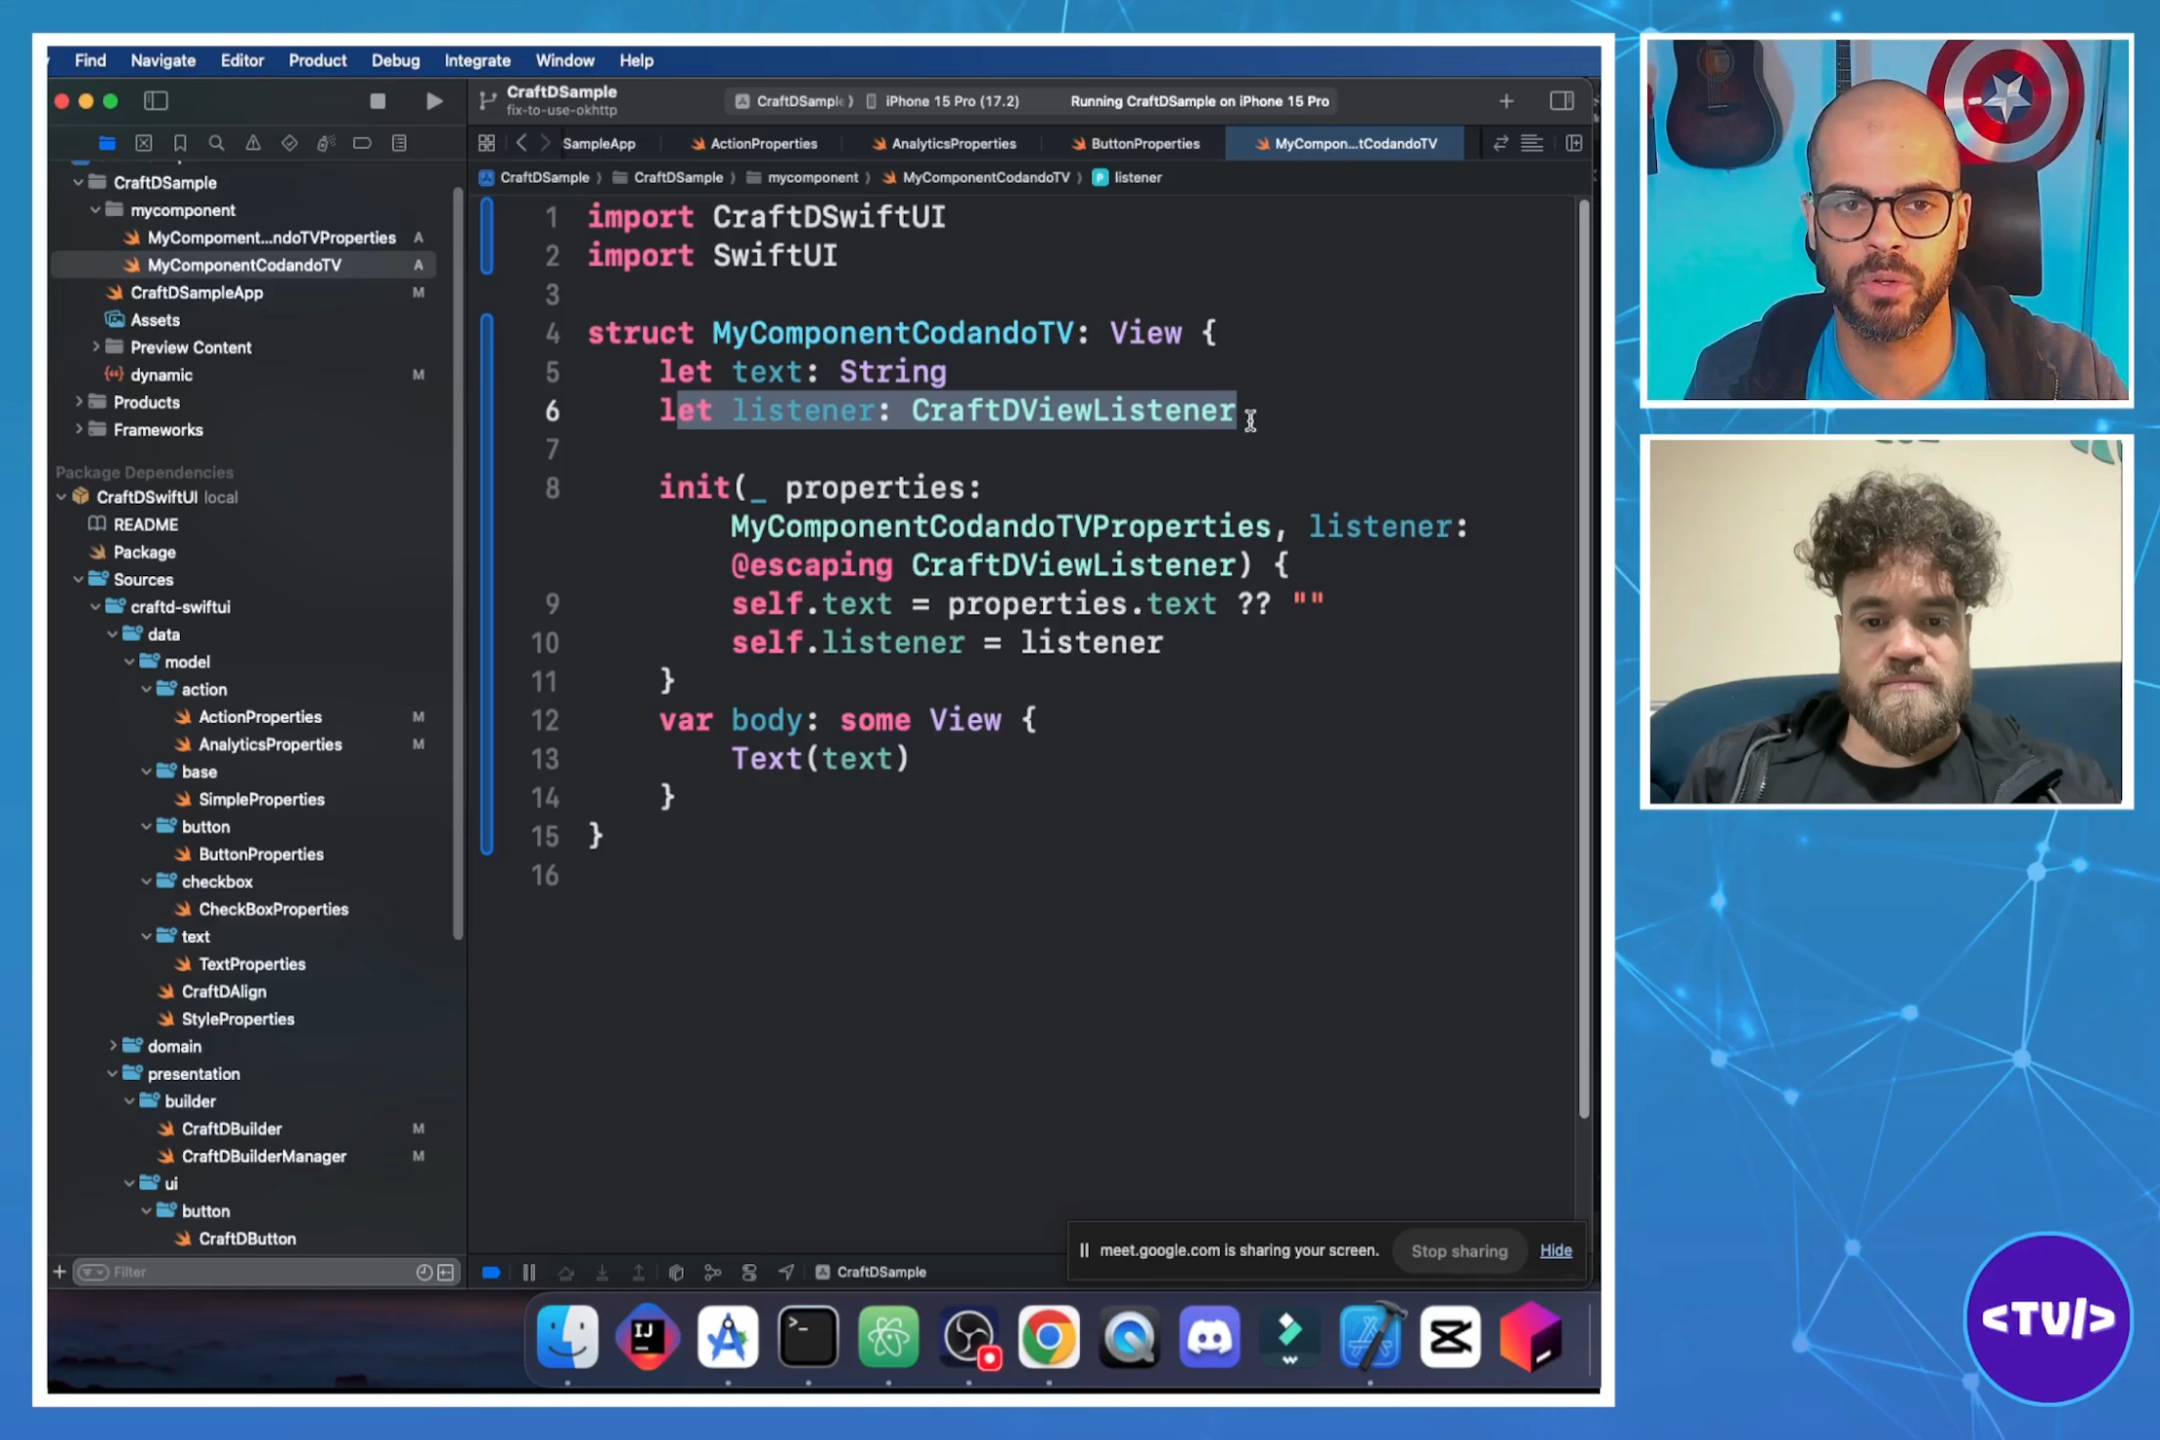 Find Navigate Editor Product Debug Integrate Window Help
CraftDSample
fix-to-use-okhttp
CraftDSampl
iPhone 15 Pro (17.2)
Running CraftDSample on iPhone 15 Pro
SampleApp
ActionProperties
AnalyticsProperties
ButtonProperties
MyCompon...tCodandoTV
CraftDSample
CraftDSample
mycomponent
MyComponentCodandoTV
P
listener
CraftDSample
mycomponent
MyCompoment...ndoTVProperties A
MyComponentCodandoTV A
CraftDSampleApp M
Assets
Preview Content
dynamic M
Products
Frameworks
Package Dependencies
CraftDSwiftUI local
README
Package
Sources
craftd-swiftui
data
model
action
ActionProperties M
AnalyticsProperties M
base
SimpleProperties
button
ButtonProperties
checkbox
CheckBoxProperties
text
TextProperties
CraftDAlign
StyleProperties
domain
presentation
builder
CraftDBuilder M
CraftDBuilderManager M
ui
button
CraftDButton
Filter
1 import CraftDSwiftUI
2 import SwiftUI
3
4 struct MyComponentCodandoTV: View {
5 let text: String
6 let listener: CraftDViewListener
7
8 init(_ properties:
MyComponentCodandoTVProperties, listener:
@escaping CraftDViewListener) {
9 self.text = properties.text ?? ""
10 self.listener = listener
11 }
12 var body: some View {
13 Text(text)
14 }
15 }
16
meet.google.com is sharing your screen.
Stop sharing
Hide
CraftDSample
IJ
<TV/>